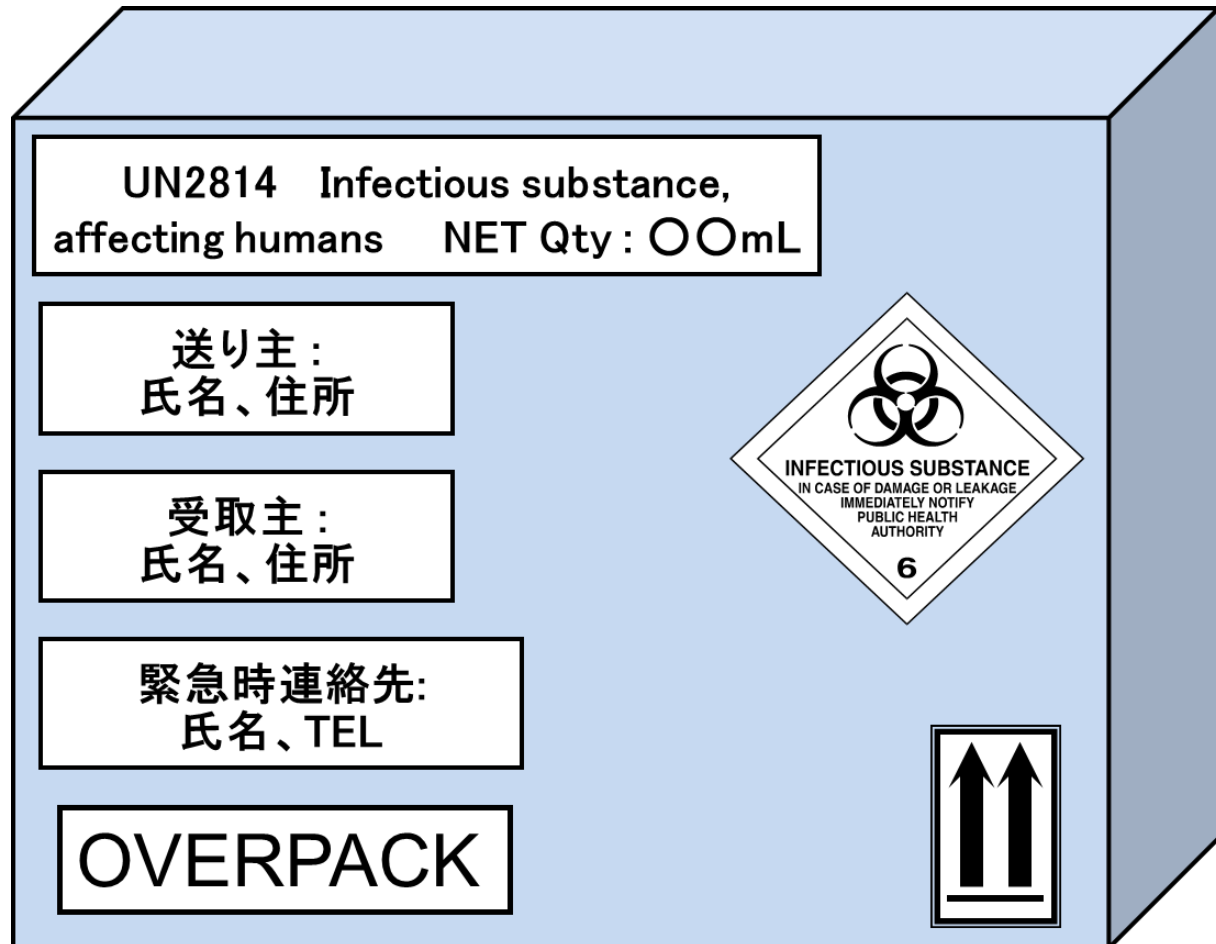 UN2814 Infectious substance,
affecting humans NET Qty : 〇〇mL
送り主 :
氏名、住所
受取主 :
氏名、住所
緊急時連絡先:
氏名、TEL
OVERPACK
INFECTIOUS SUBSTANCE
IN CASE OF DAMAGE OR LEAKAGE
IMMEDIATELY NOTIFY
PUBLIC HEALTH
AUTHORITY
6